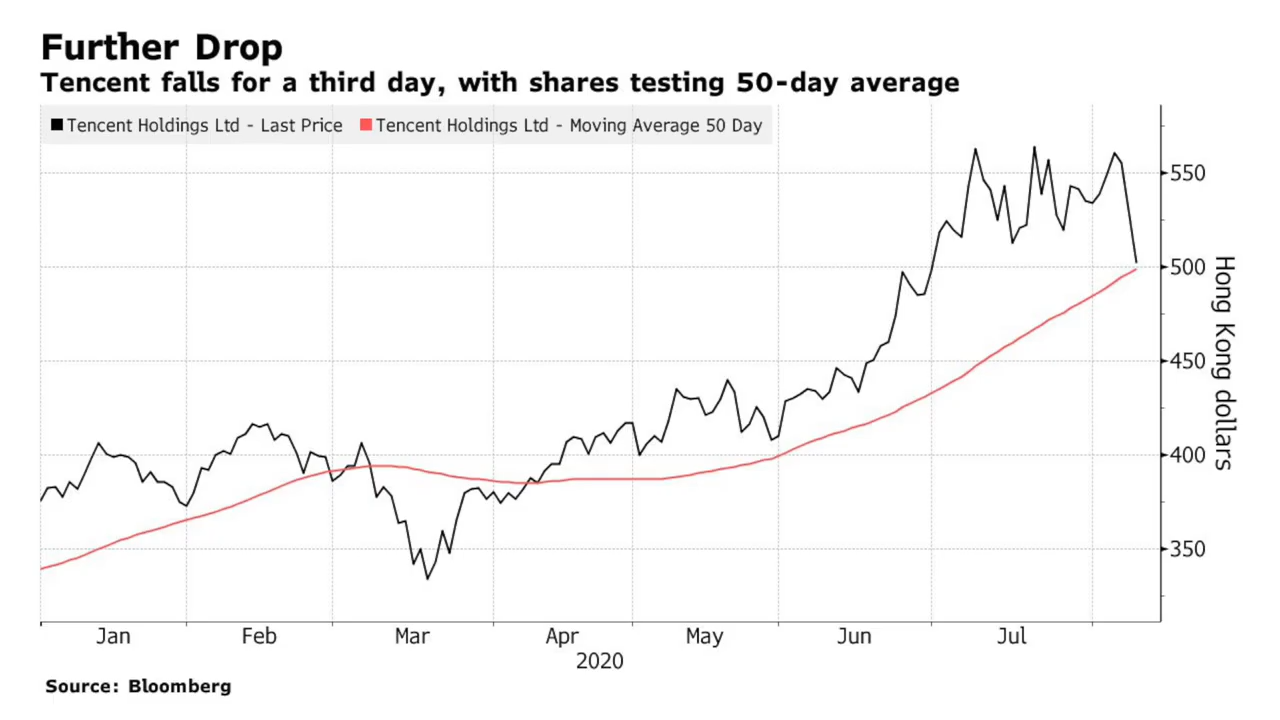 Further Drop
Tencent falls for a third day, with shares testing 50-day average
Tencent Holdings Ltd - Last Price Tencent Holdings Ltd - Moving Average 50 Day
550
500
450
400
350
Hong Kong dollars
Jan Feb Mar Apr May Jun Jul
2020
Source: Bloomberg